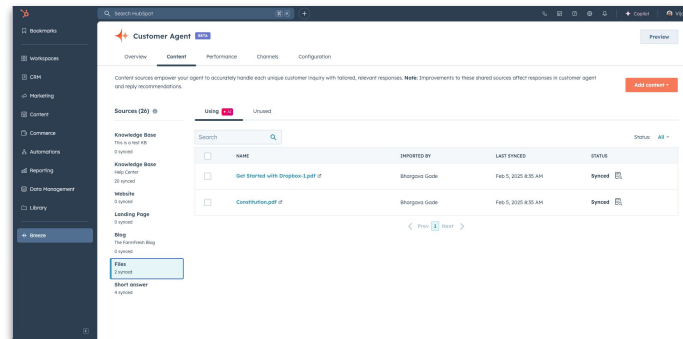 Search HubSpot
Copilot
Bookmarks
Workspaces
CRM
Marketing
Content
Commerce
Automations
Reporting
Data Management
Library
Breeze
Customer Agent BETA
Preview
Overview Content Performance Channels Configuration
Content sources empower your agent to accurately handle each unique customer inquiry with tailored, relevant responses. Note: Improvements to these shared sources affect responses in customer agent
and reply recommendations.
Add content
Sources (26)
Using Unused
Knowledge Base
This is a test KB
0 synced
Knowledge Base
Help Center
20 synced
Website
0 synced
Landing Page
0 synced
Blog
The FarmFresh Blog
0 synced
Files
2 synced
Short answer
4 synced
Search
Status: All
NAME IMPORTED BY LAST SYNCED STATUS
Get Started with Dropbox-1.pdf Bhargava Gade Feb 5, 2025 8:35 AM Synced
Constitution.pdf Bhargava Gade Feb 5, 2025 8:35 AM Synced
Prev 1 Next